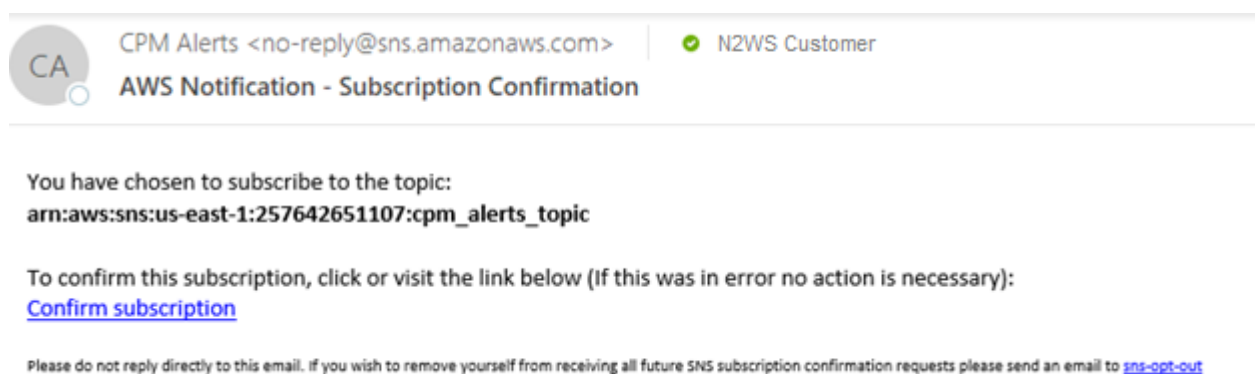 CA
CPM Alerts <no-reply@sns.amazonaws.com>
N2WS Customer
AWS Notification - Subscription Confirmation
You have chosen to subscribe to the topic:
arn:aws:sns:us-east-1:257642651107:cpm_alerts_topic
To confirm this subscription, click or visit the link below (If this was in error no action is necessary):
Confirm subscription
Please do not reply directly to this email. If you wish to remove yourself from receiving all future SNS subscription confirmation requests please send an email to sns-opt-out